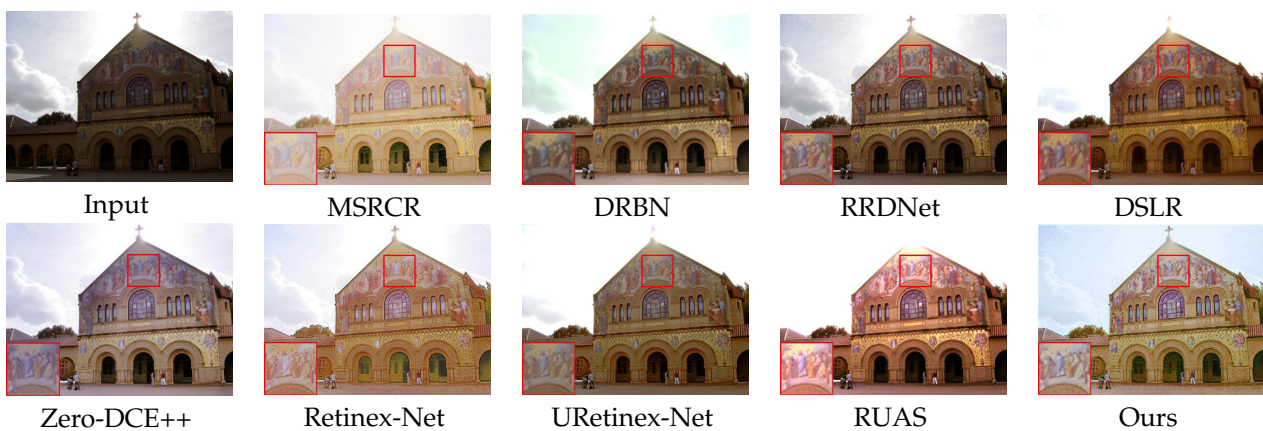 Input
MSRCR
DRBN
RRDNet
DSLR
Zero-DCE++
Retinex-Net
URetinex-Net
RUAS
Ours